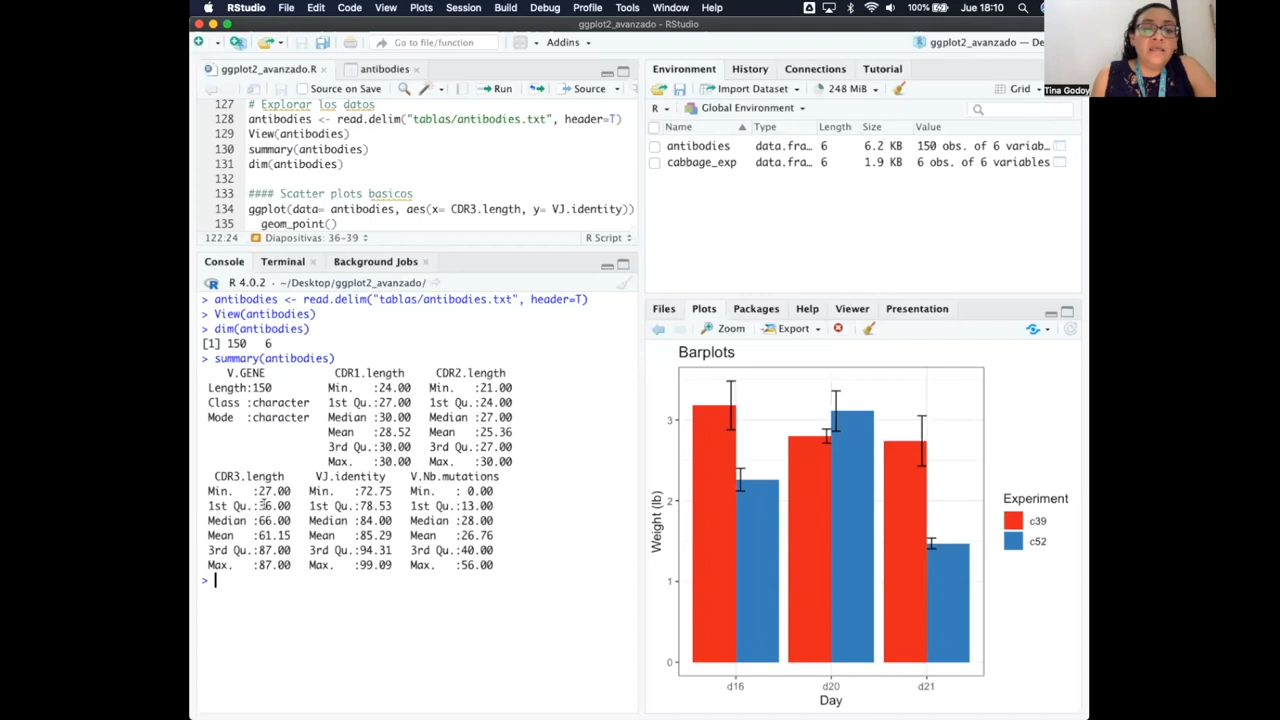 RStudio File Edit Code View Plots Session Build Debug Profile Tools Window Help 100% Jue 18:10
ggplot2_avanzado - RStudio
Go to file/function Addins ggplot2_avanzado — De
Tina Godoy
ggplot2_avanzado.R antibodies
Source on Save Run Source
127 # Explorar los datos
128 antibodies <- read.delim("tablas/antibodies.txt", header=T)
129 View(antibodies)
130 summary(antibodies)
131 dim(antibodies)
132
133 #### Scatter plots basicos
134 ggplot(data= antibodies, aes(x= CDR3.length, y= VJ.identity))
135 geom_point()
122:24 Diapositivas: 36-39 R Script
Console Terminal Background Jobs
R 4.0.2 · ~/Desktop/ggplot2_avanzado/
> antibodies <- read.delim("tablas/antibodies.txt", header=T)
> View(antibodies)
> dim(antibodies)
[1] 150 6
> summary(antibodies)
V.GENE CDR1.length CDR2.length
Length:150 Min. :24.00 Min. :21.00
Class :character 1st Qu.:27.00 1st Qu.:24.00
Mode :character Median :30.00 Median :27.00
Mean :28.52 Mean :25.36
3rd Qu.:30.00 3rd Qu.:27.00
Max. :30.00 Max. :30.00
CDR3.length VJ.identity V.Nb.mutations
Min. :27.00 Min. :72.75 Min. : 0.00
1st Qu.:36.00 1st Qu.:78.53 1st Qu.:13.00
Median :66.00 Median :84.00 Median :28.00
Mean :61.15 Mean :85.29 Mean :26.76
3rd Qu.:87.00 3rd Qu.:94.31 3rd Qu.:40.00
Max. :87.00 Max. :99.09 Max. :56.00
>
Environment History Connections Tutorial
Import Dataset 248 MiB Grid
R Global Environment
Name Type Length Size Value
antibodies data.fra… 6 6.2 KB 150 obs. of 6 variab…
cabbage_exp data.fra… 6 1.9 KB 6 obs. of 6 variables
Files Plots Packages Help Viewer Presentation
Zoom Export
Barplots
3
2
1
0
Weight (lb)
d16 d20 d21
Day
Experiment
c39
c52